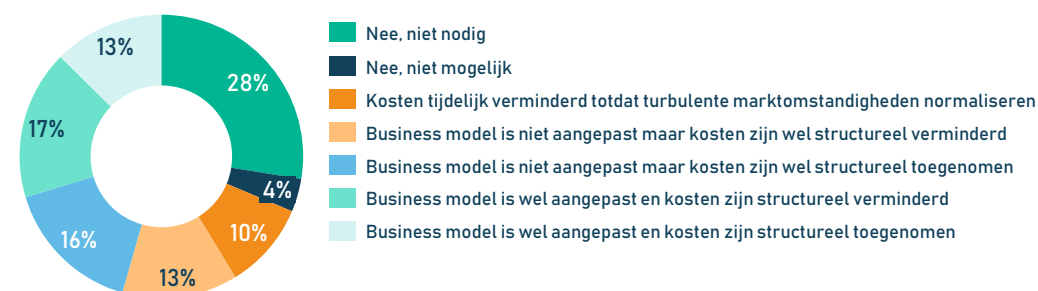 13%
28%
17%
4%
16%
10%
13%
Nee, niet nodig
Nee, niet mogelijk
Kosten tijdelijk verminderd totdat turbulente marktomstandigheden normaliseren
Business model is niet aangepast maar kosten zijn wel structureel verminderd
Business model is niet aangepast maar kosten zijn wel structureel toegenomen
Business model is wel aangepast en kosten zijn structureel verminderd
Business model is wel aangepast en kosten zijn structureel toegenomen